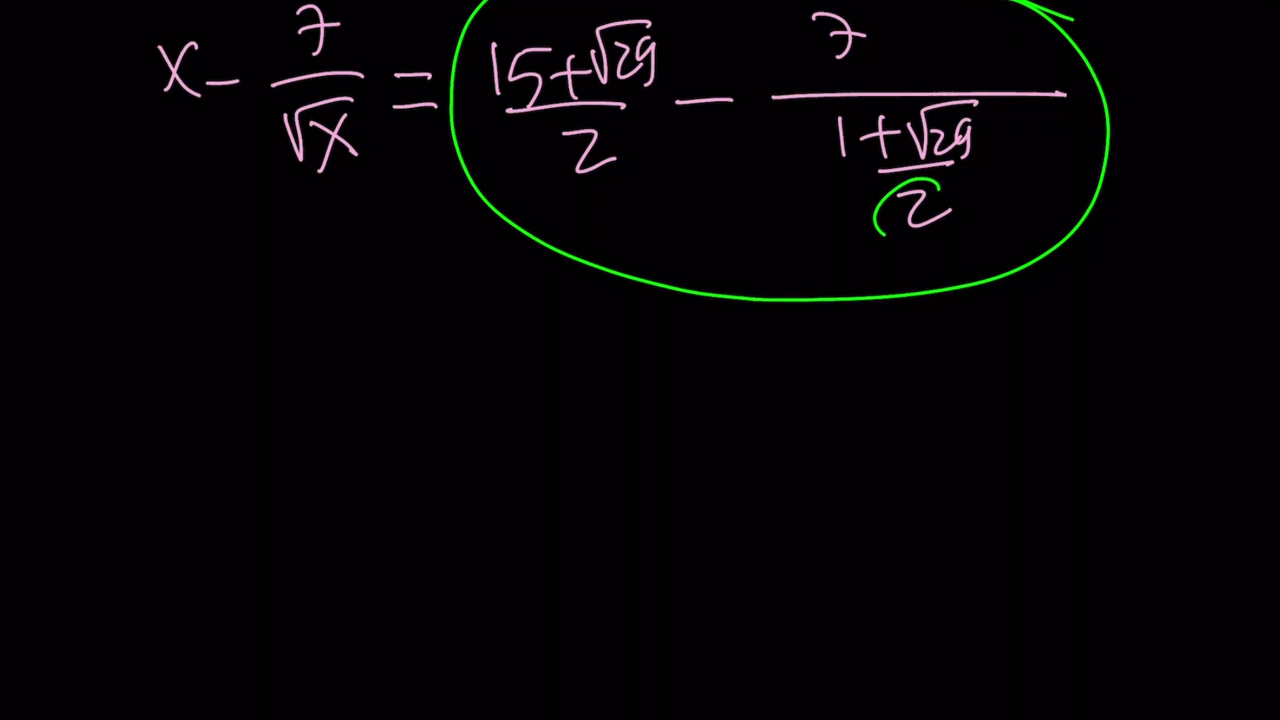 x - 7/√x = (15+√29)/2 - 7/((1+√29)/2)